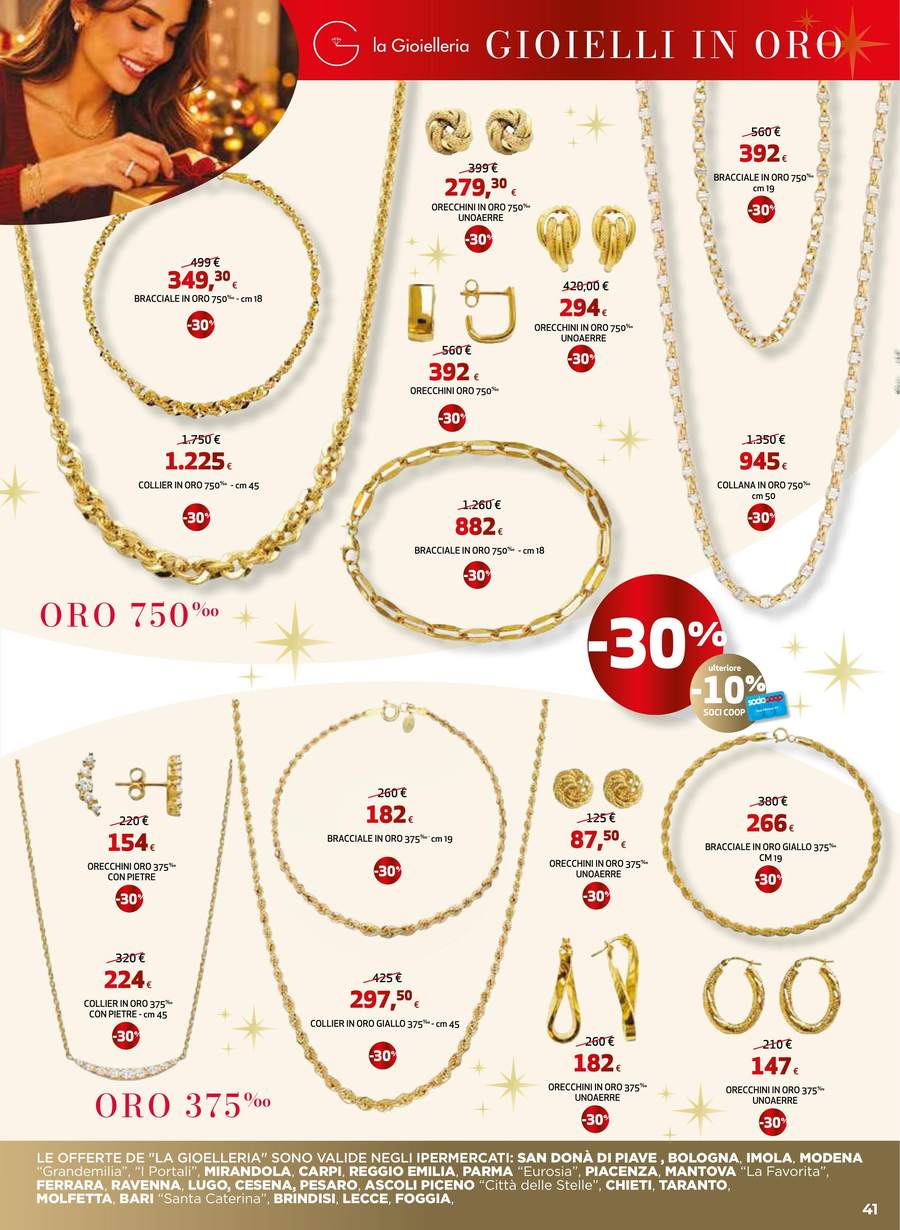 la Gioielleria
GIOIELLI IN ORO
499 €
349,30 €
BRACCIALE IN ORO 750‰ - cm 18
-30%
1.750 €
1.225 €
COLLIER IN ORO 750‰ - cm 45
-30%
399 €
279,30 €
ORECCHINI IN ORO 750‰
UNOAERRE
-30%
420,00 €
294 €
ORECCHINI IN ORO 750‰
UNOAERRE
-30%
560 €
392 €
ORECCHINI ORO 750‰
-30%
1.260 €
882 €
BRACCIALE IN ORO 750‰ - cm 18
-30%
560 €
392 €
BRACCIALE IN ORO 750‰
cm 19
-30%
1.350 €
945 €
COLLANA IN ORO 750‰
cm 50
-30%
ORO 750‰
-30%
ulteriore
-10%
SOCI COOP
socio coop
220 €
154 €
ORECCHINI ORO 375‰
CON PIETRE
-30%
320 €
224 €
COLLIER IN ORO 375‰
CON PIETRE - cm 45
-30%
260 €
182 €
BRACCIALE IN ORO 375‰ - cm 19
-30%
425 €
297,50 €
COLLIER IN ORO GIALLO 375‰ - cm 45
-30%
125 €
87,50 €
ORECCHINI IN ORO 375‰
UNOAERRE
-30%
380 €
266 €
BRACCIALE IN ORO GIALLO 375‰
CM 19
-30%
260 €
182 €
ORECCHINI IN ORO 375‰
UNOAERRE
-30%
210 €
147 €
ORECCHINI IN ORO 375‰
UNOAERRE
-30%
ORO 375‰
LE OFFERTE DE "LA GIOELLERIA" SONO VALIDE NEGLI IPERMERCATI: SAN DONÀ DI PIAVE , BOLOGNA, IMOLA, MODENA
"Grandemilia", "I Portali", MIRANDOLA, CARPI, REGGIO EMILIA, PARMA "Eurosia", PIACENZA, MANTOVA "La Favorita",
FERRARA, RAVENNA, LUGO, CESENA, PESARO, ASCOLI PICENO "Città delle Stelle", CHIETI, TARANTO,
MOLFETTA, BARI "Santa Caterina", BRINDISI, LECCE, FOGGIA,
41